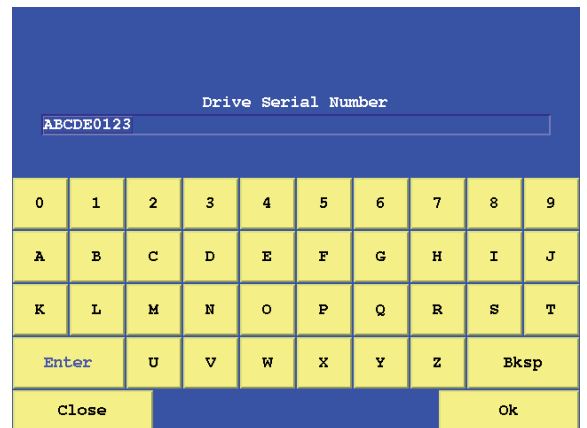 Drive Serial Number
ABCDE0123
0 1 2 3 4 5 6 7 8 9
A B C D E F G H I J
K L M N O P Q R S T
Enter U V W X Y Z Bksp
Close Ok